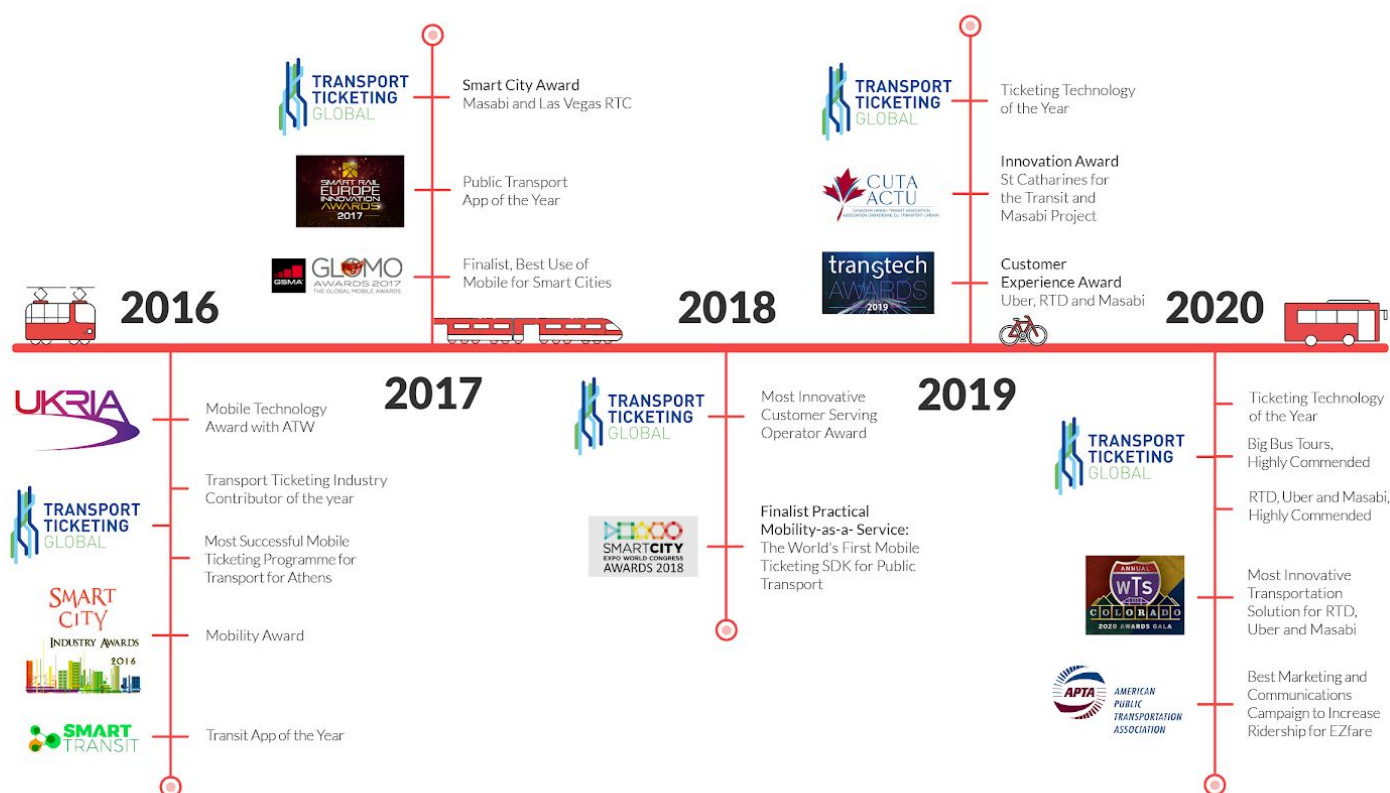 2016
UKRIA
Mobile Technology
Award with ATW
TRANSPORT
TICKETING
GLOBAL
Transport Ticketing Industry
Contributor of the year
Most Successful Mobile
Ticketing Programme for
Transport for Athens
SMART
CITY
INDUSTRY AWARDS
2016
Mobility Award
SMART
TRANSIT
Transit App of the Year
2017
TRANSPORT
TICKETING
GLOBAL
Smart City Award
Masabi and Las Vegas RTC
SMART RAIL
EUROPE
INNOVATION
AWARDS
2017
Public Transport
App of the Year
GSMA
GLOMO
AWARDS 2017
THE GLOBAL MOBILE AWARDS
Finalist, Best Use of
Mobile for Smart Cities
2018
TRANSPORT
TICKETING
GLOBAL
Most Innovative
Customer Serving
Operator Award
SMARTCITY
EXPO WORLD CONGRESS
AWARDS 2018
Finalist Practical
Mobility-as-a- Service:
The World's First Mobile
Ticketing SDK for Public
Transport
2019
TRANSPORT
TICKETING
GLOBAL
Ticketing Technology
of the Year
CUTA
ACTU
CANADIAN URBAN TRANSIT ASSOCIATION
ASSOCIATION CANADIENNE DU TRANSPORT URBAIN
Innovation Award
St Catharines for
the Transit and
Masabi Project
transtech
AWARDS
2019
Customer
Experience Award
Uber, RTD and Masabi
2020
TRANSPORT
TICKETING
GLOBAL
Ticketing Technology
of the Year
Big Bus Tours,
Highly Commended
RTD, Uber and Masabi,
Highly Commended
ANNUAL
WTS
COLORADO
2020 AWARDS GALA
Most Innovative
Transportation
Solution for RTD,
Uber and Masabi
APTA
AMERICAN
PUBLIC
TRANSPORTATION
ASSOCIATION
Best Marketing and
Communications
Campaign to Increase
Ridership for EZfare